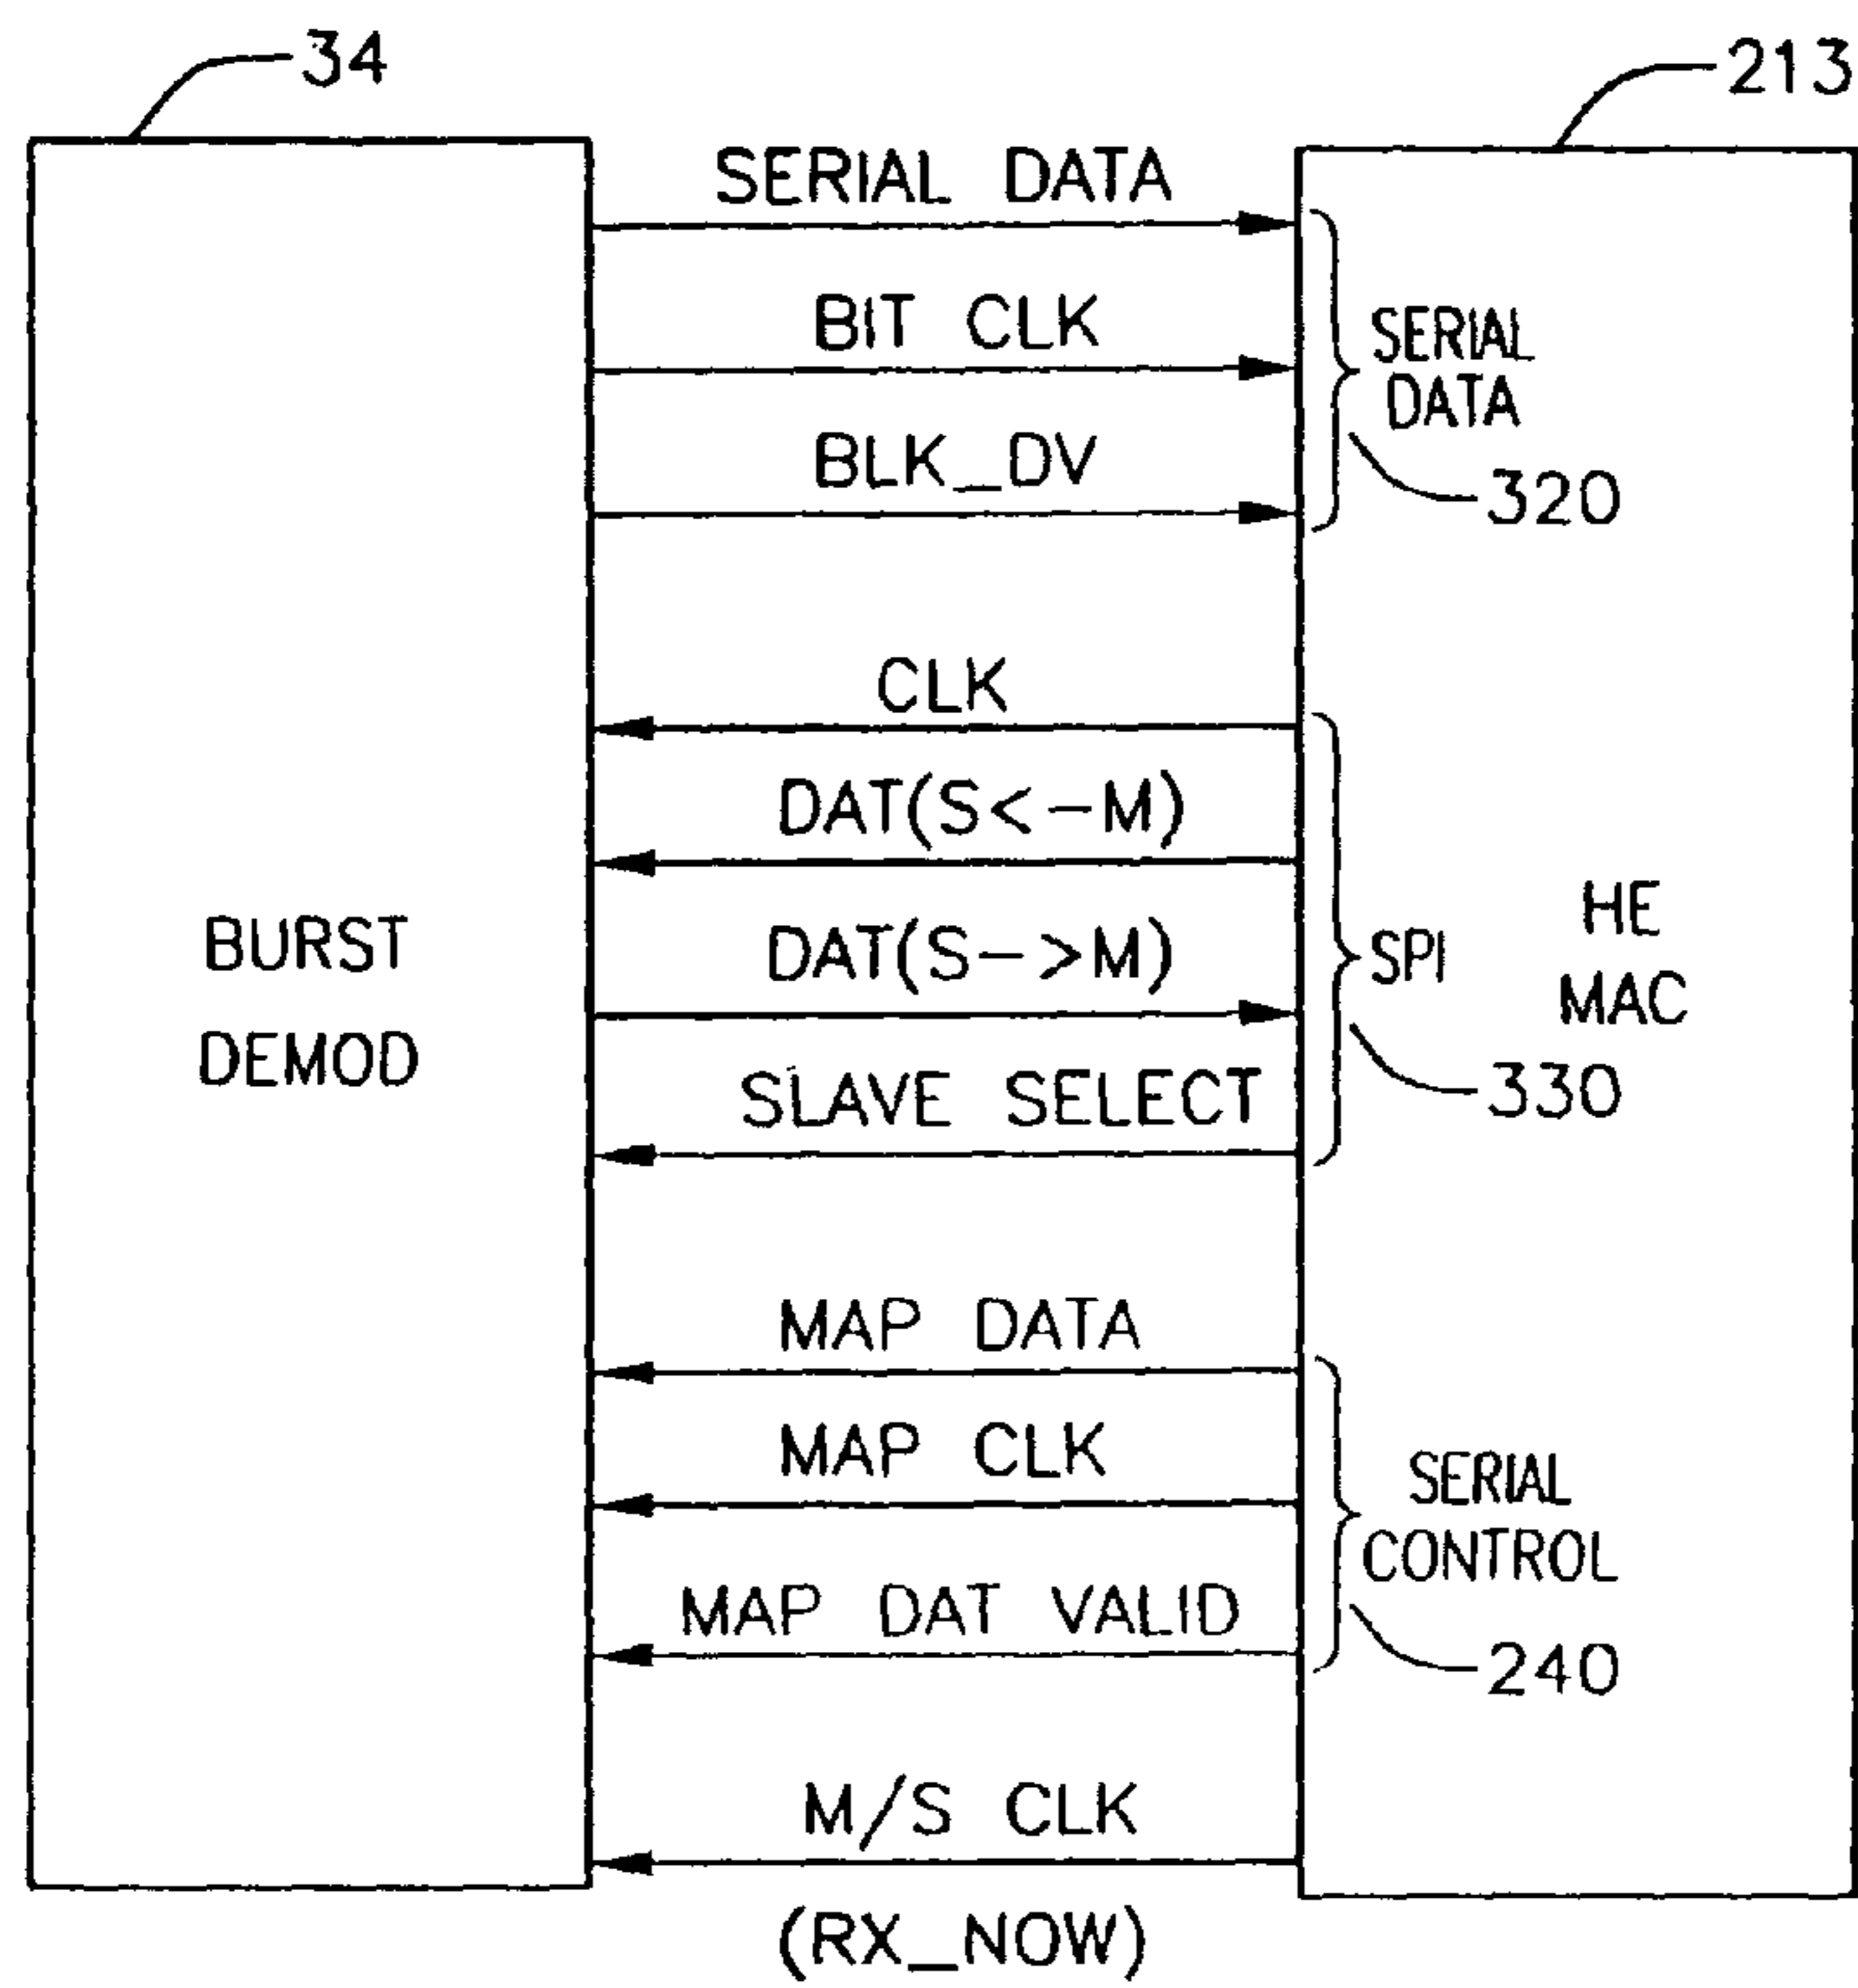 34
213
SERIAL DATA
BIT CLK
SERIAL
DATA
BLK_DV
320
CLK
DAT(S<-M)
DAT(S->M)
SPI
HE
MAC
BURST
DEMOD
330
SLAVE SELECT
MAP DATA
MAP CLK
SERIAL
CONTROL
MAP DAT VALID
240
M/S CLK
(RX_NOW)